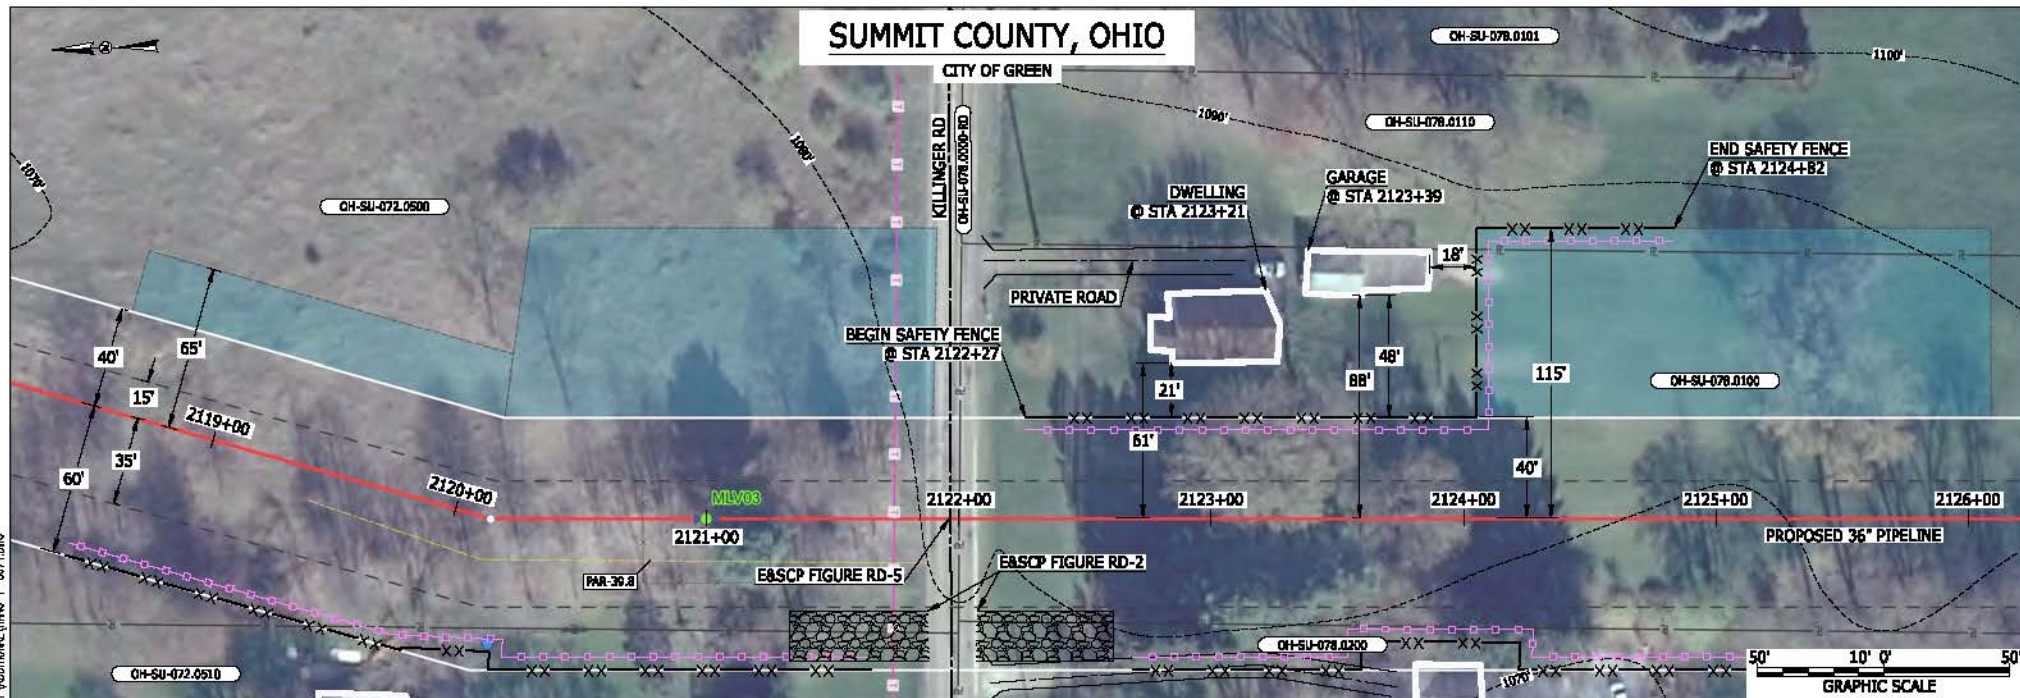 SUMMIT COUNTY, OHIO
CITY OF GREEN
N
OH-SU-078.0101
1100'
1090'
OH-SU-078.0110
KILLINGER RD
OH-SU-078.0000-RD
1080'
1070'
OH-SU-072.0500
END SAFETY FENCE
@ STA 2124+82
GARAGE
@ STA 2123+39
DWELLING
@ STA 2123+21
18'
PRIVATE ROAD
BEGIN SAFETY FENCE
@ STA 2122+27
40'
65'
15'
35'
60'
21'
61'
88'
48'
115'
40'
OH-SU-078.0100
2119+00
2120+00
MLV03
2121+00
2122+00
2123+00
2124+00
2125+00
2126+00
PROPOSED 36" PIPELINE
PAR-39.8
E&SCP FIGURE RD-5
E&SCP FIGURE RD-2
OH-SU-078.0200
OH-SU-072.0510
1070'
50' 10' 0' 50'
GRAPHIC SCALE